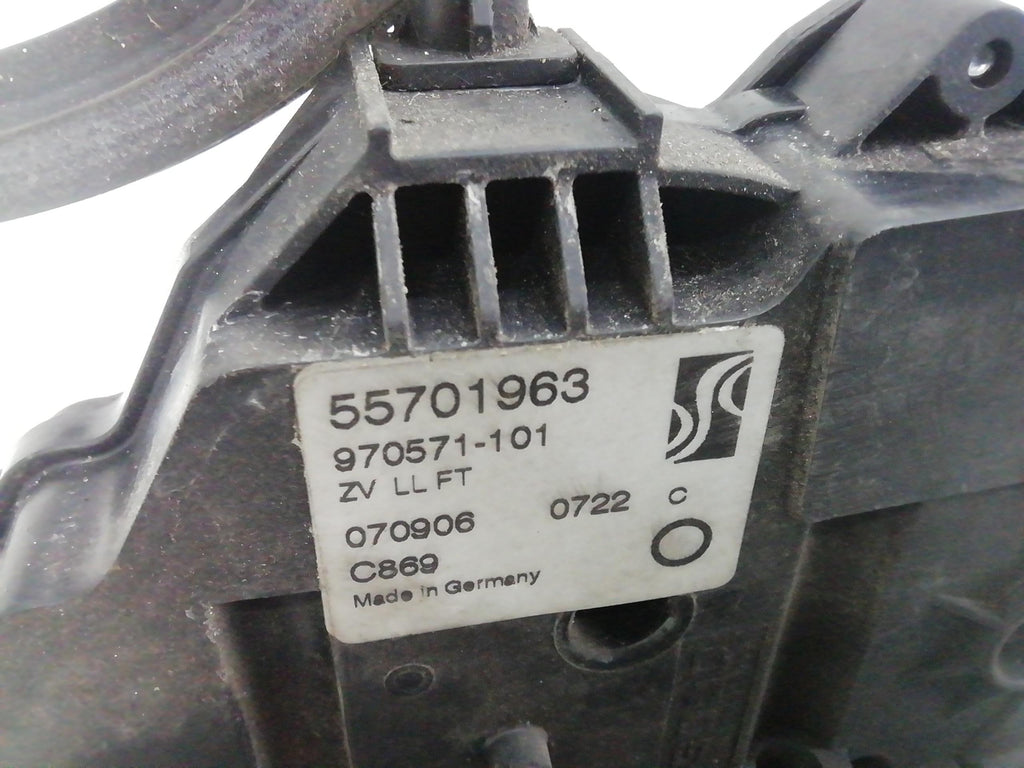 55701963
970571-101
ZV LL FT
070906 0722 C
C869
Made in Germany